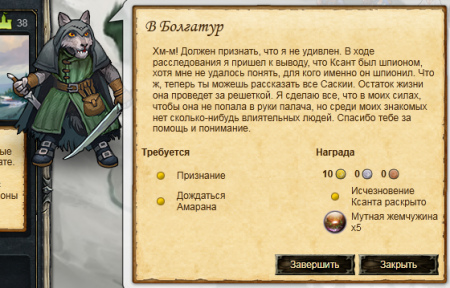 38
В Болгатур
Хм-м! Должен признать, что я не удивлен. В ходе
расследования я пришел к выводу, что Ксант был шпионом,
хотя мне не удалось понять, для кого именно он шпионил. Что
ж, теперь ты можешь рассказать все Саскии. Остаток жизни
она проведет за решеткой. Я сделаю все, что в моих силах,
чтобы она не попала в руки палача, но среди моих знакомых
нет сколько-нибудь влиятельных людей. Спасибо тебе за
помощь и понимание.
Требуется
Признание
Дождаться
Амарана
Награда
10 0 0
Исчезновение
Ксанта раскрыто
Мутная жемчужина
x5
Завершить
Закрыть